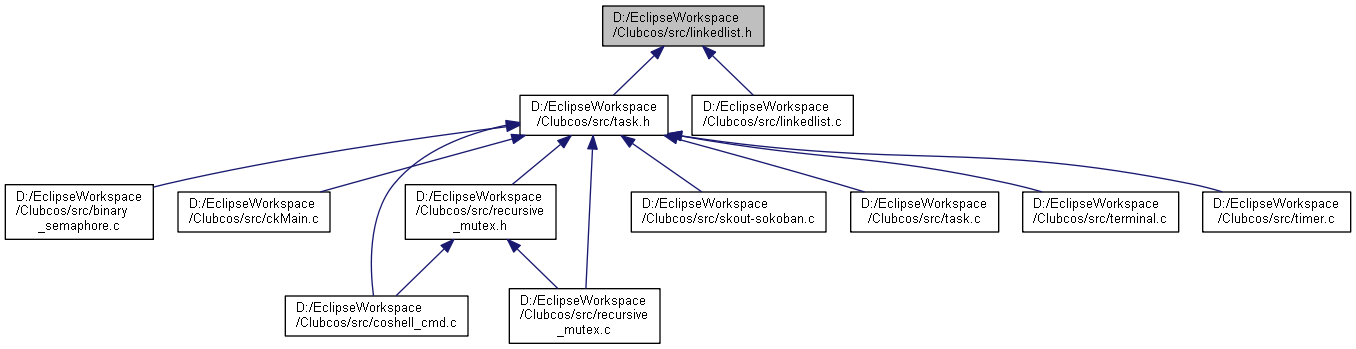 D:/EclipseWorkspace
/Clubcos/src/linkedlist.h
D:/EclipseWorkspace
/Clubcos/src/task.h
D:/EclipseWorkspace
/Clubcos/src/linkedlist.c
D:/EclipseWorkspace
/Clubcos/src/binary
_semaphore.c
D:/EclipseWorkspace
/Clubcos/src/ckMain.c
D:/EclipseWorkspace
/Clubcos/src/recursive
_mutex.h
D:/EclipseWorkspace
/Clubcos/src/skout-sokoban.c
D:/EclipseWorkspace
/Clubcos/src/task.c
D:/EclipseWorkspace
/Clubcos/src/terminal.c
D:/EclipseWorkspace
/Clubcos/src/timer.c
D:/EclipseWorkspace
/Clubcos/src/coshell_cmd.c
D:/EclipseWorkspace
/Clubcos/src/recursive
_mutex.c